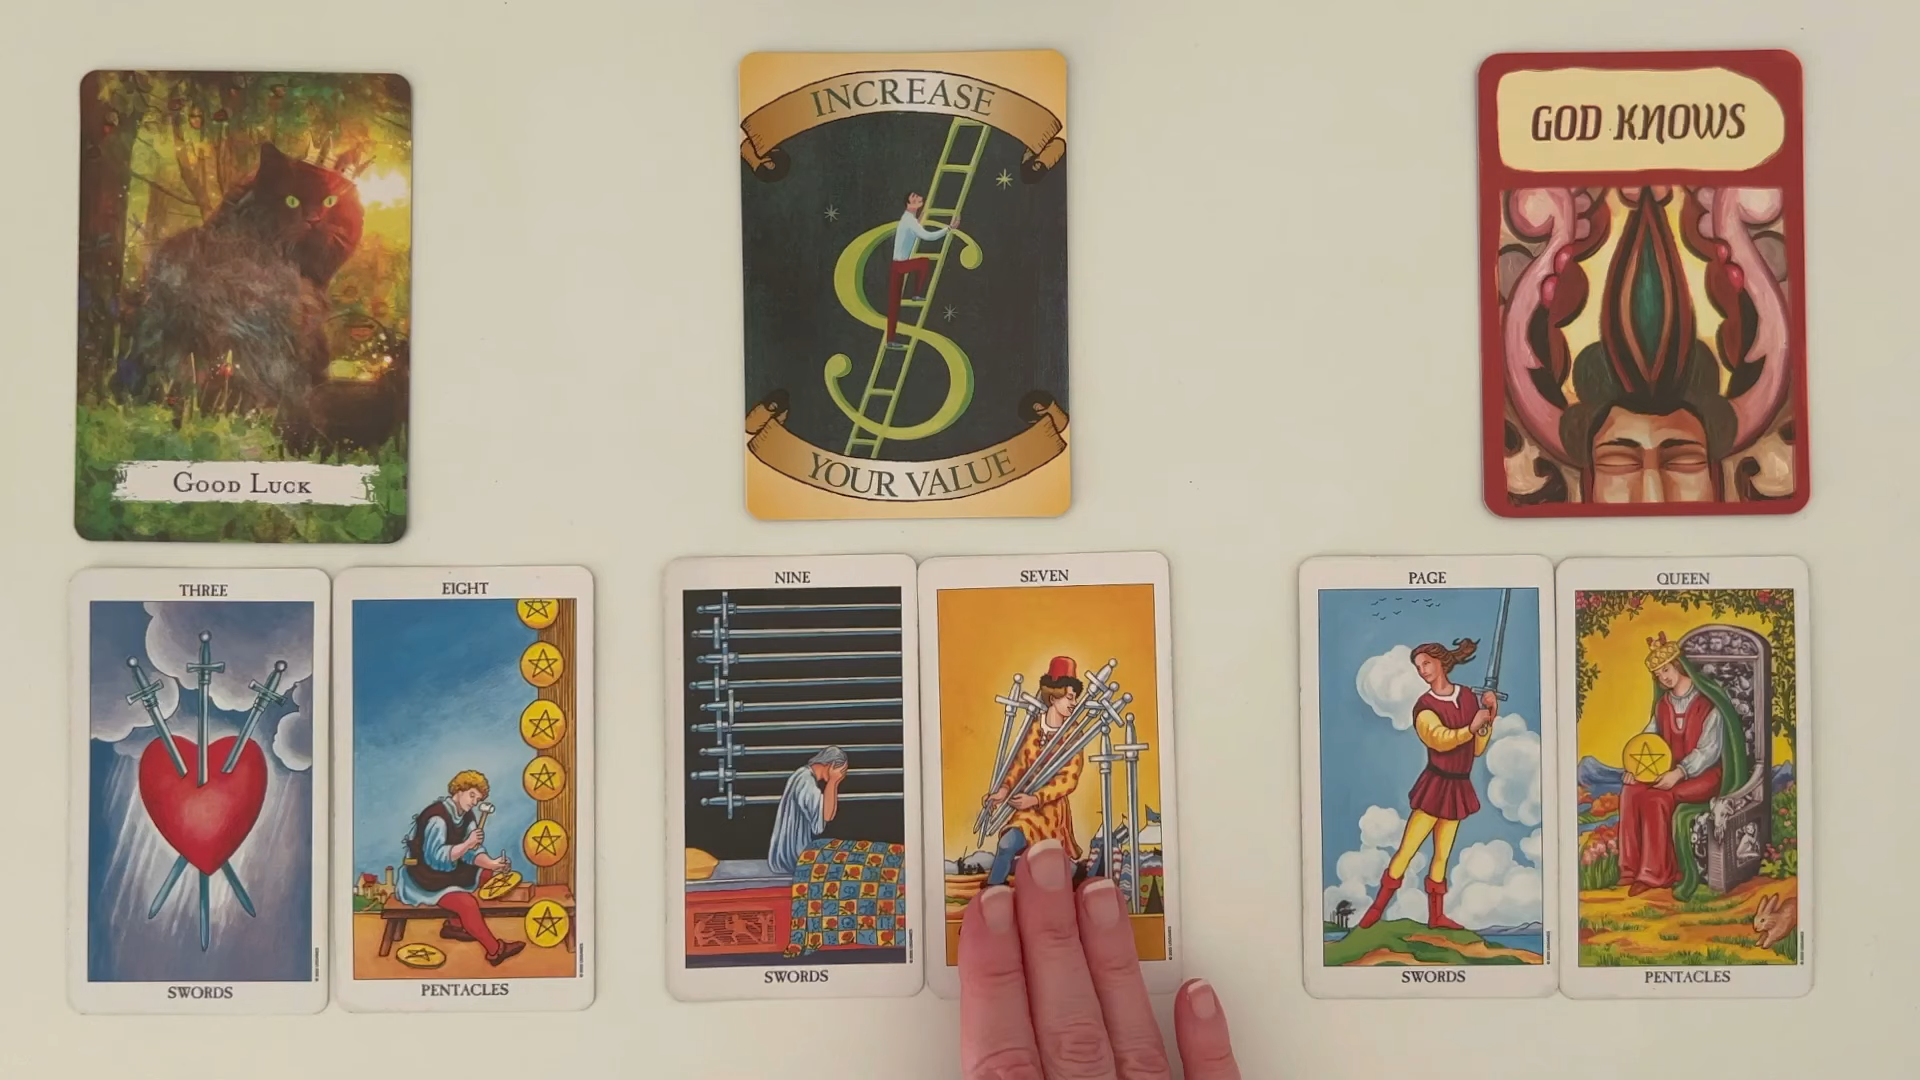 Good Luck
INCREASE
YOUR VALUE
GOD KNOWS
THREE
SWORDS
EIGHT
PENTACLES
NINE
SWORDS
SEVEN
PAGE
SWORDS
QUEEN
PENTACLES